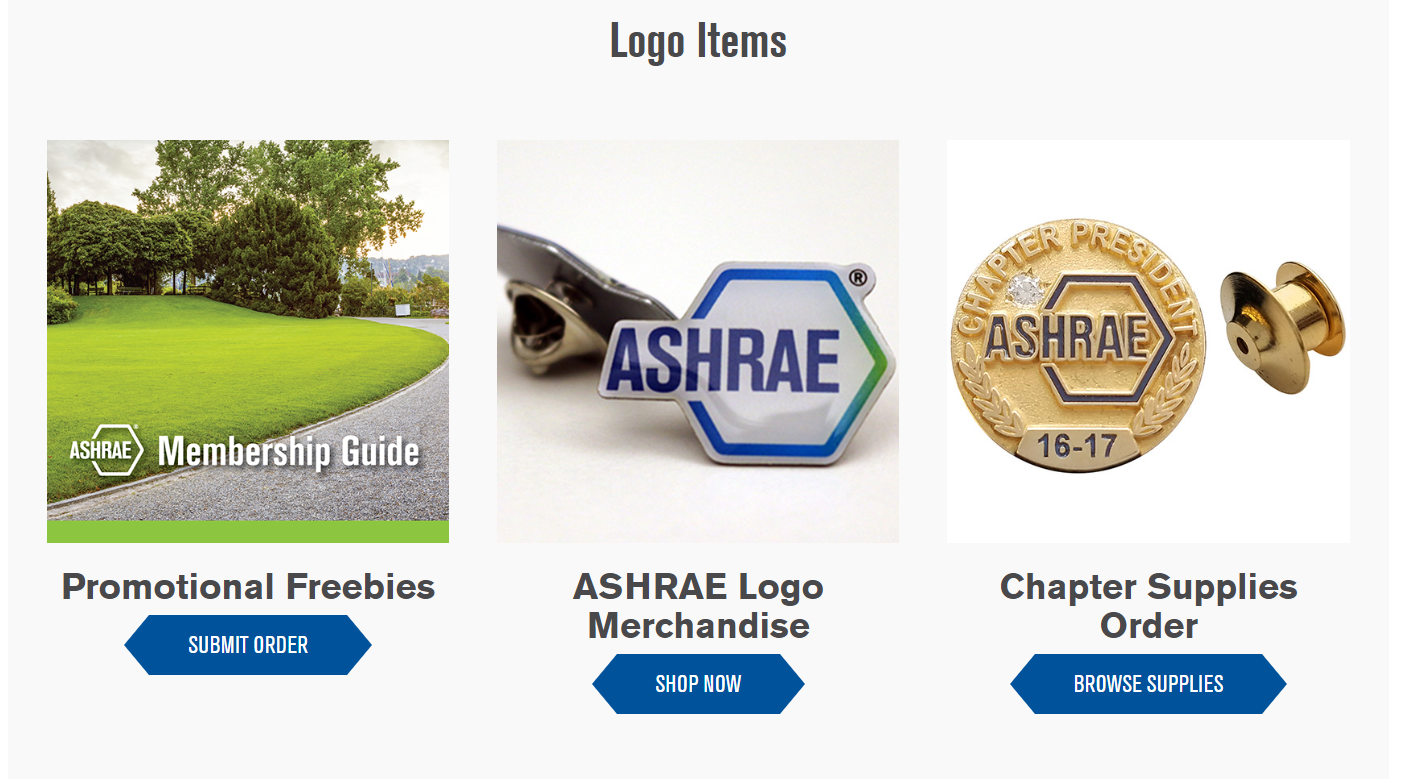 Logo Items
ASHRAE Membership Guide
ASHRAE ®
CHAPTER PRESIDENT
ASHRAE
16-17
Promotional Freebies
SUBMIT ORDER
ASHRAE Logo
Merchandise
SHOP NOW
Chapter Supplies
Order
BROWSE SUPPLIES